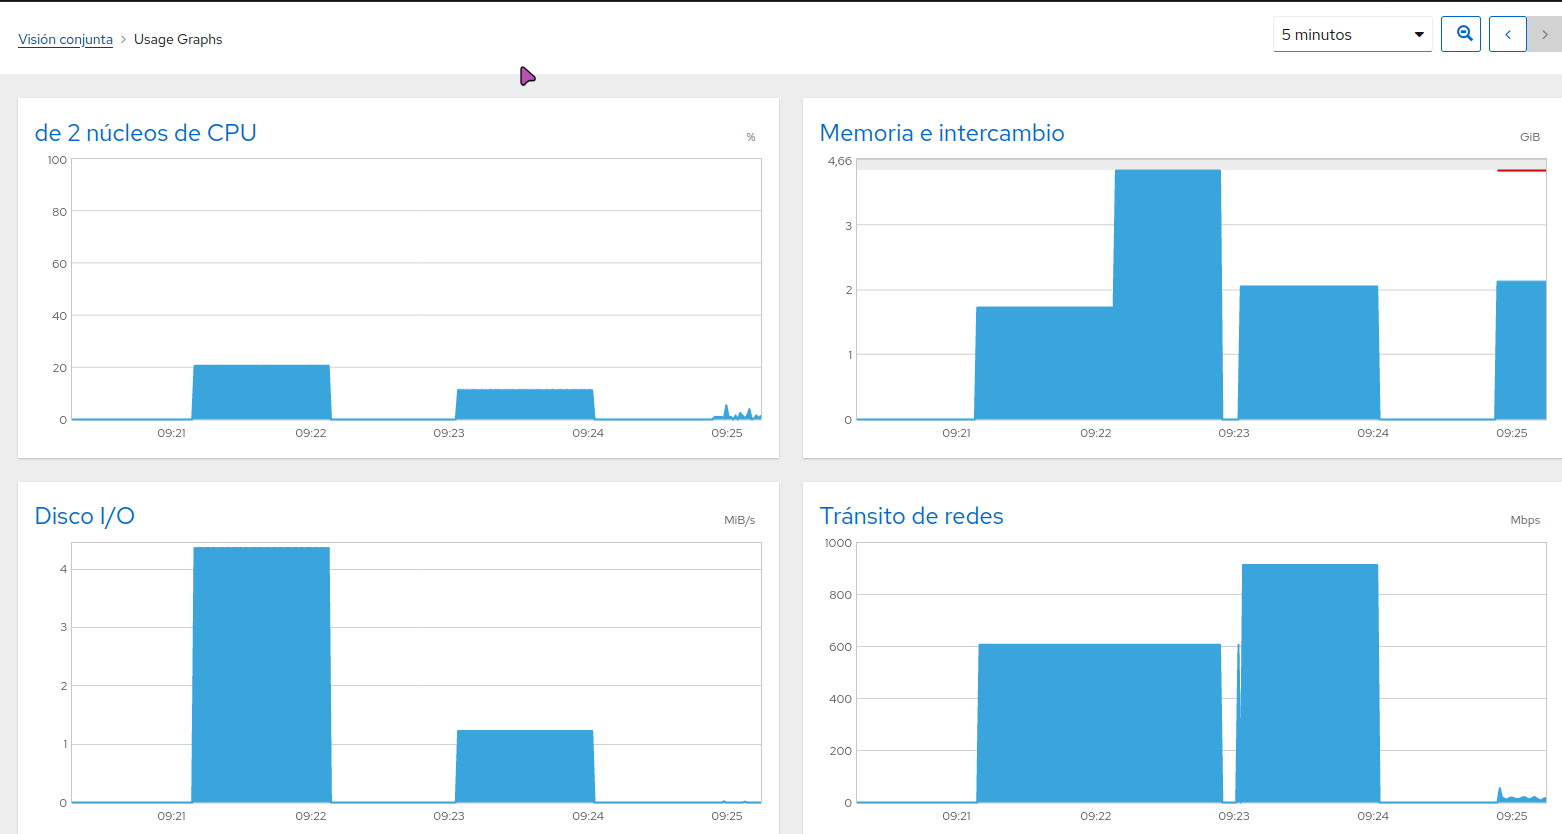 Visión conjunta > Usage Graphs
5 minutos
de 2 núcleos de CPU
%
100
80
60
40
20
0
09:21 09:22 09:23 09:24 09:25
Memoria e intercambio
GiB
4,66
3
2
1
0
09:21 09:22 09:23 09:24 09:25
Disco I/O
MiB/s
4
3
2
1
0
09:21 09:22 09:23 09:24 09:25
Tránsito de redes
Mbps
1000
800
600
400
200
0
09:21 09:22 09:23 09:24 09:25